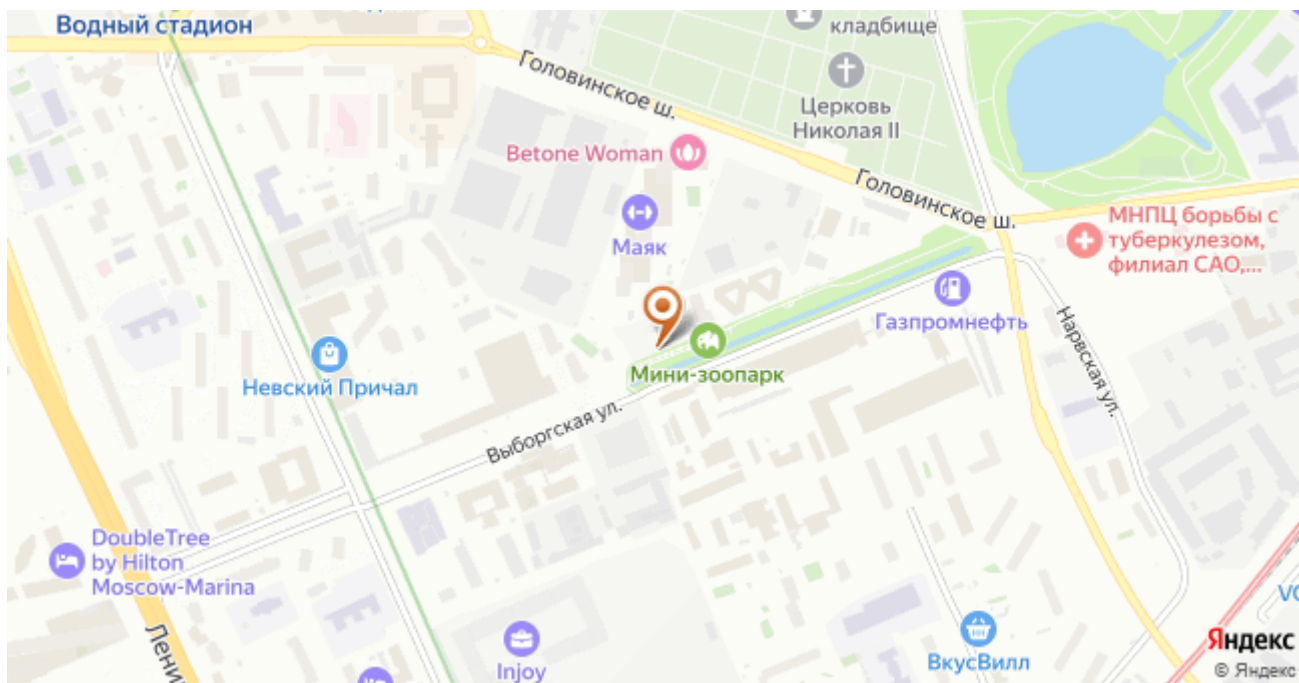 Водный стадион
кладбище
Головинское ш.
Церковь
Николая II
Betone Woman
Головинское ш.
МНПЦ борьбы с
туберкулезом,
филиал САО,...
Маяк
Газпромнефть
Нарвская ул.
Мини-зоопарк
Невский Причал
Выборгская ул.
DoubleTree
by Hilton
Moscow-Marina
Ленин
Injoy
ВкусВилл
Яндекс
© Яндекс